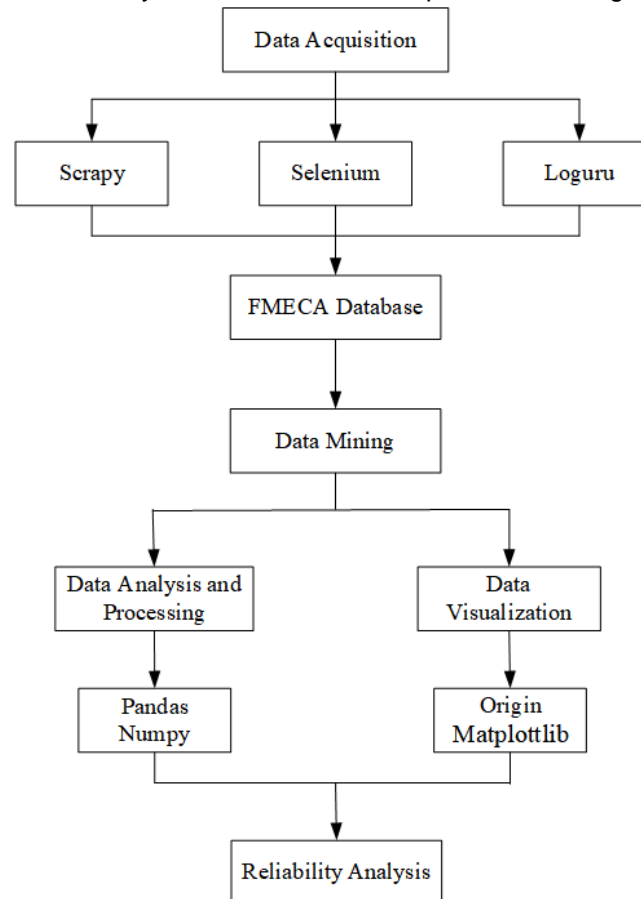 Data Acquisition
Scrapy
Selenium
Loguru
FMECA Database
Data Mining
Data Analysis and
Processing
Data
Visualization
Pandas
Numpy
Origin
Matplottlib
Reliability Analysis